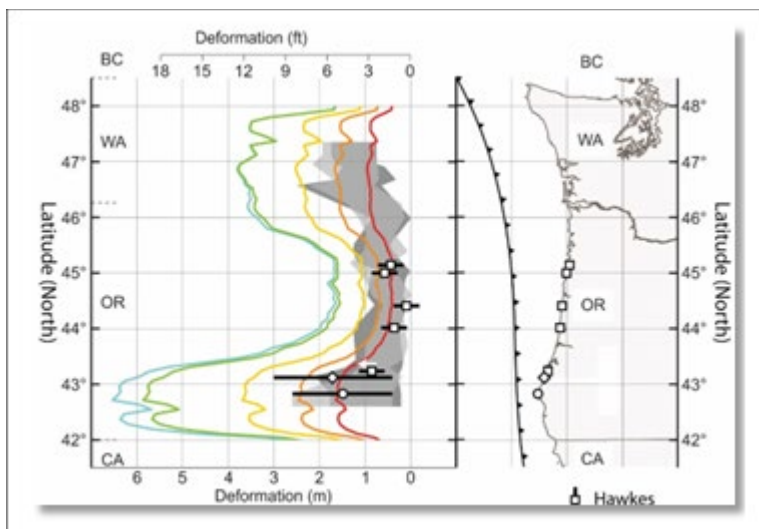 Deformation (ft)
BC
18 15 12 9 6 3 0
BC
48°
48°
WA
WA
47°
47°
46°
46°
Latitude (North)
Latitude (North)
45°
45°
OR
OR
44°
44°
43°
43°
42°
42°
CA
CA
6 5 4 3 2 1 0
Deformation (m)
Hawkes